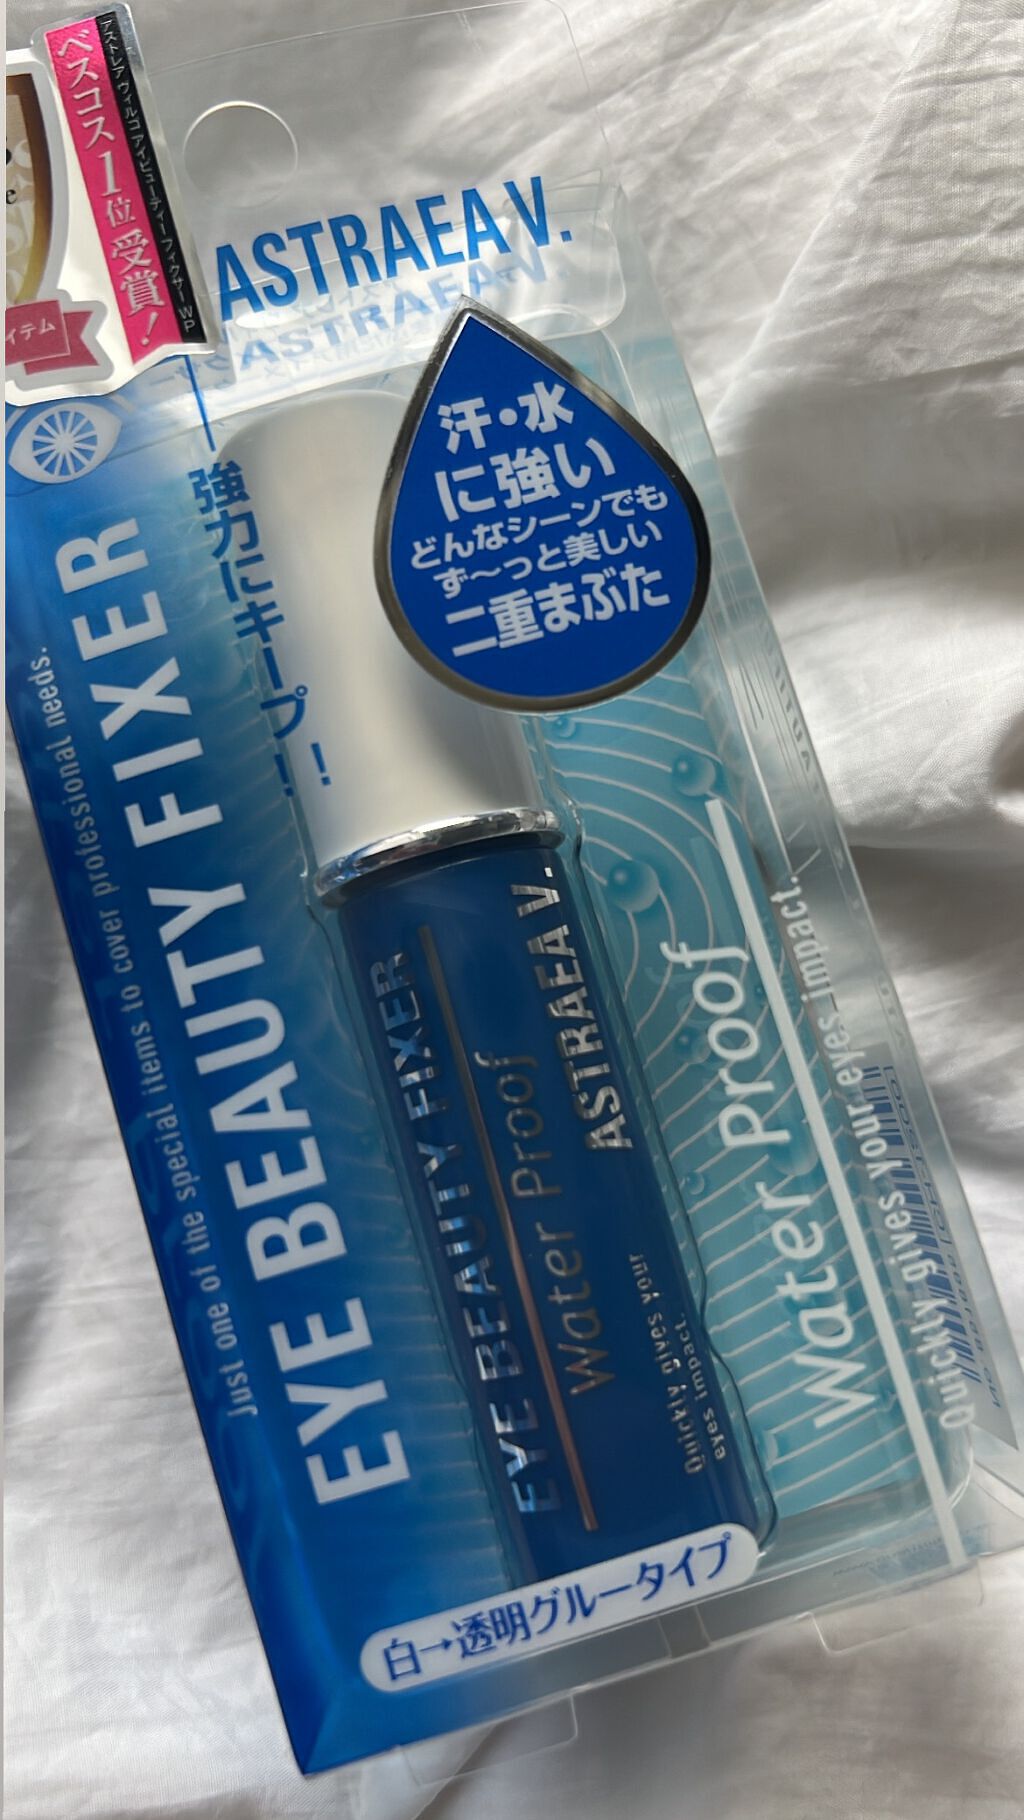 アストレア ヴィルゴ アイビューティーフィクサーWP
ベスコス1位受賞!
e
イテム
ASTRAEA V.
汗・水
に強い
どんなシーンでも
ず〜っと美しい
二重まぶた
強力にキープ!!
Just one of the special items to cover professional needs.
EYE BEAUTY FIXER
EYE BEAUTY FIXER
Water Proof
ASTRAEA V.
Quickly gives your
eyes impact.
Water Proof
Quickly gives your eyes impact.
白→透明グルータイプ